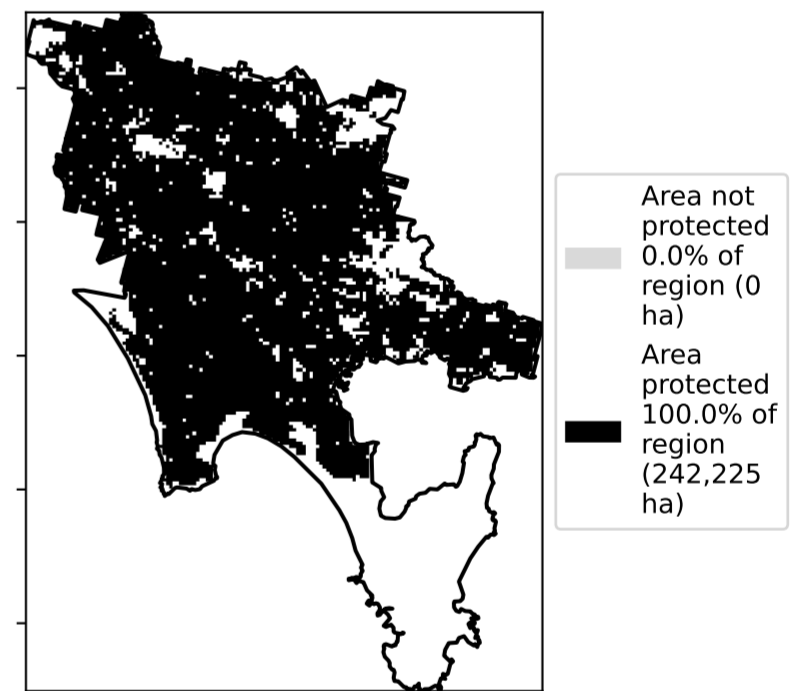 Area not
protected
0.0% of
region (0
ha)
Area
protected
100.0% of
region
(242,225
ha)